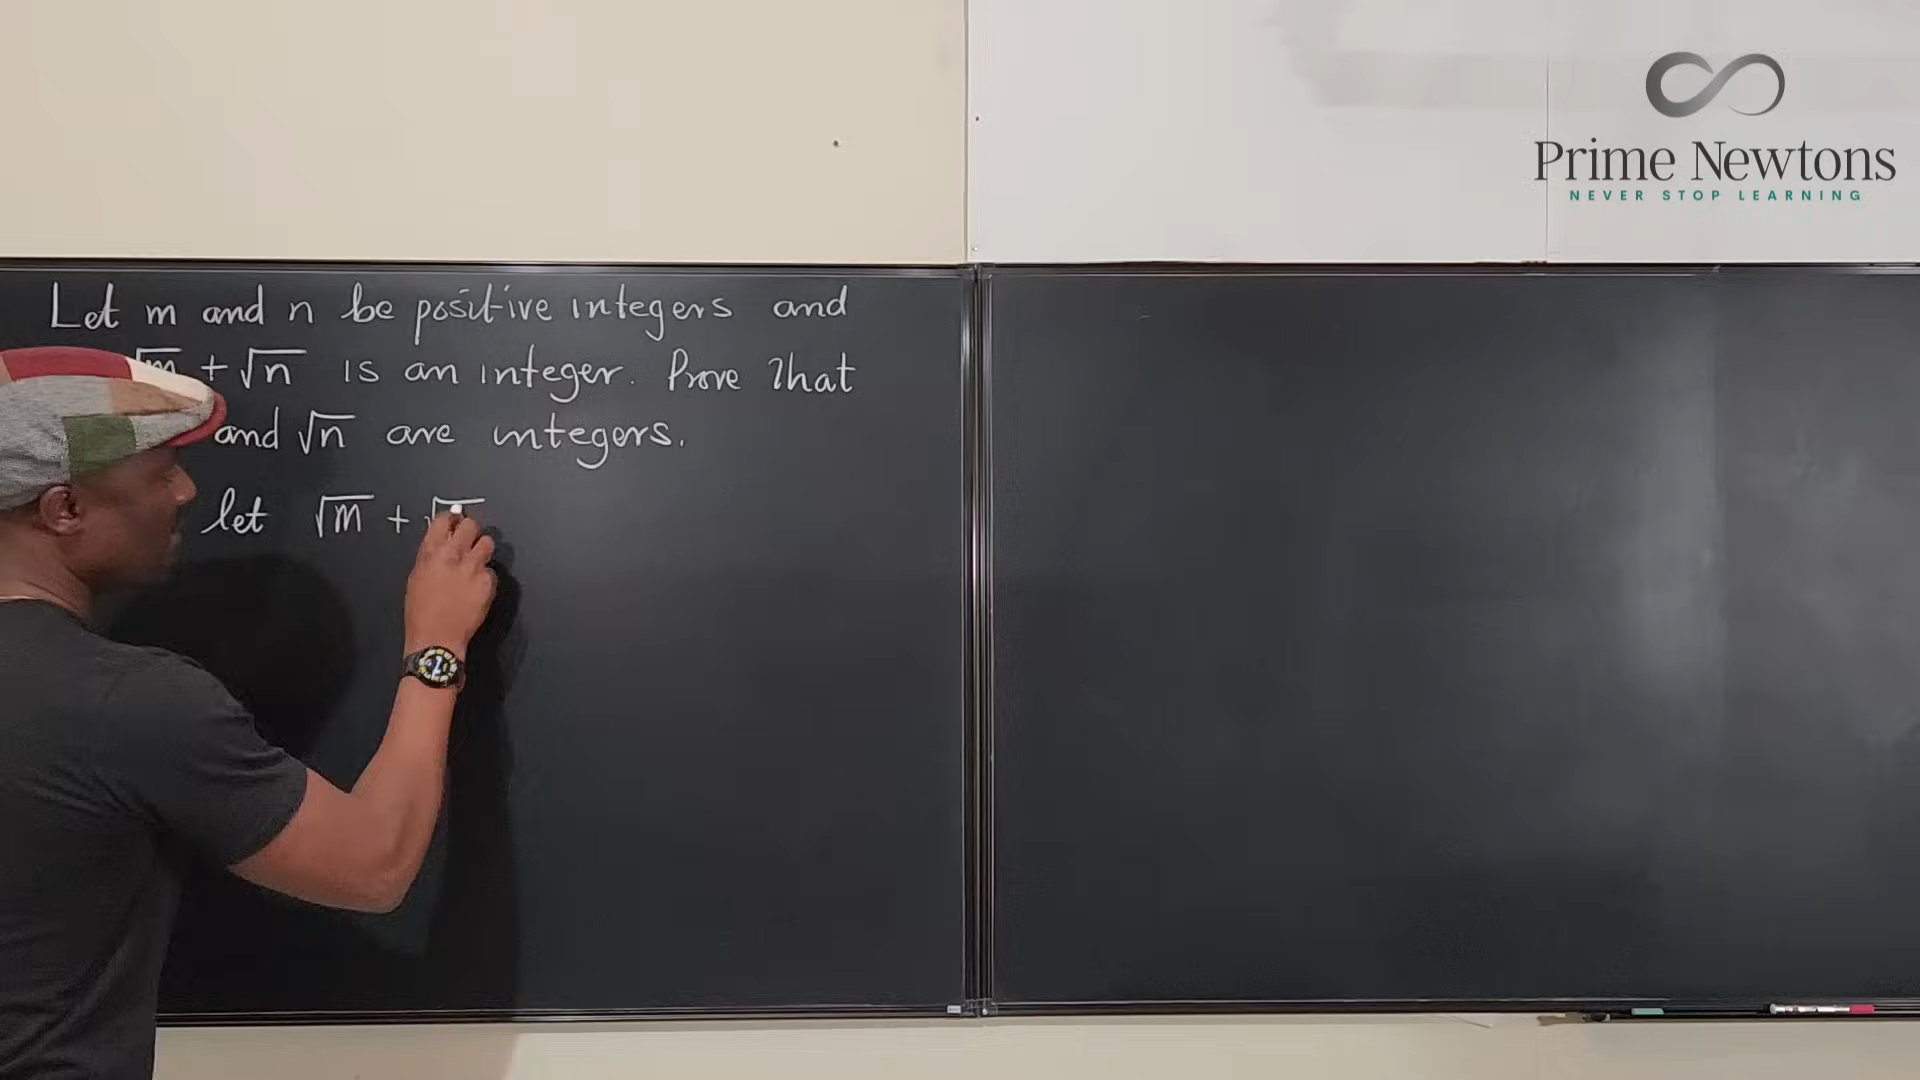 Prime Newtons
NEVER STOP LEARNING
Let m and n be positive integers and
√m + √n is an integer. Prove that
and √n are integers.
let √m + √